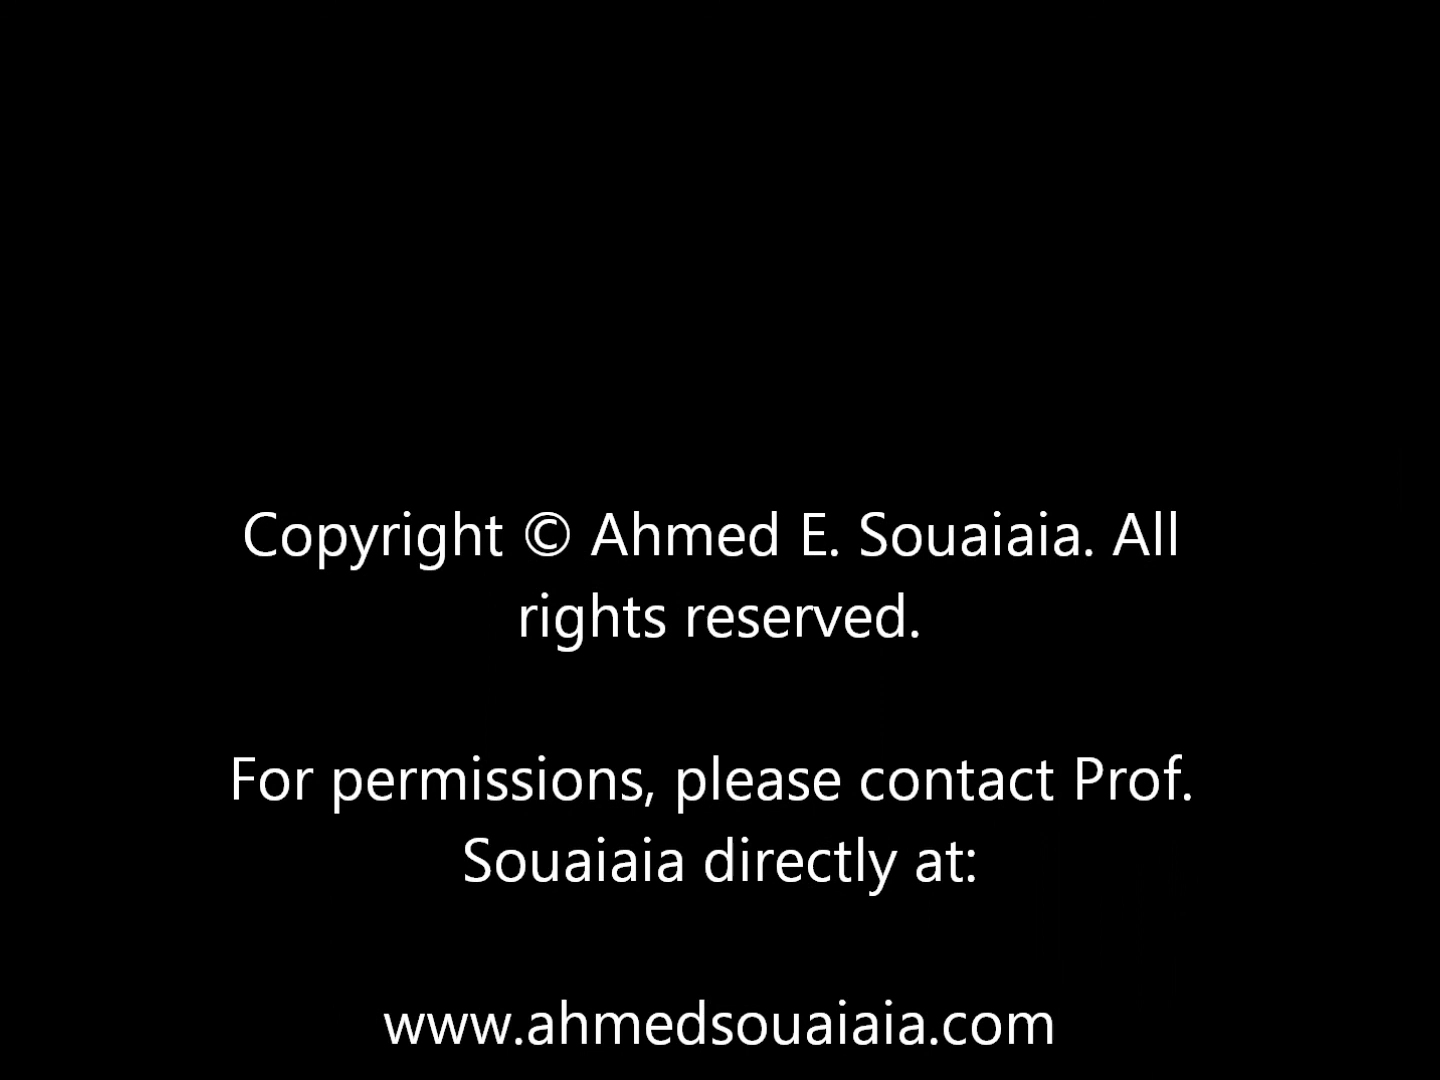 Copyright © Ahmed E. Souaiaia. All
rights reserved.
For permissions, please contact Prof.
Souaiaia directly at:
www.ahmedsouaiaia.com